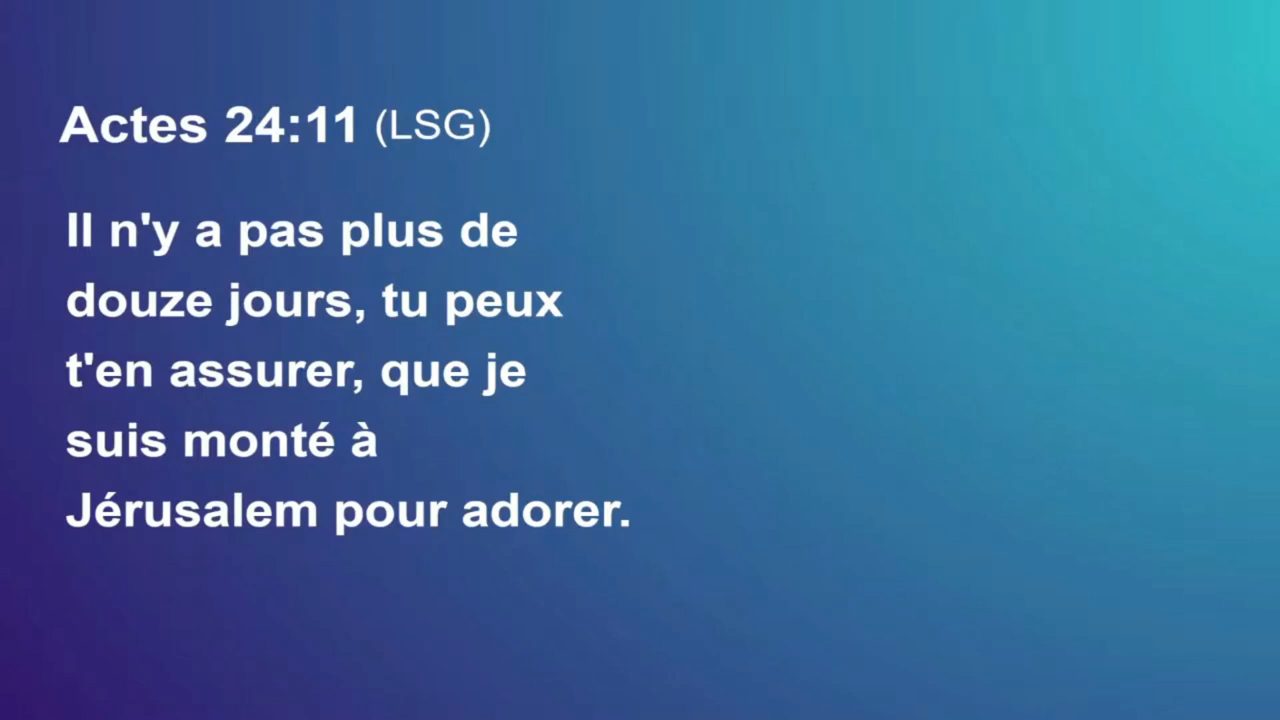 Actes 24:11 (LSG)
Il n'y a pas plus de
douze jours, tu peux
t'en assurer, que je
suis monté à
Jérusalem pour adorer.